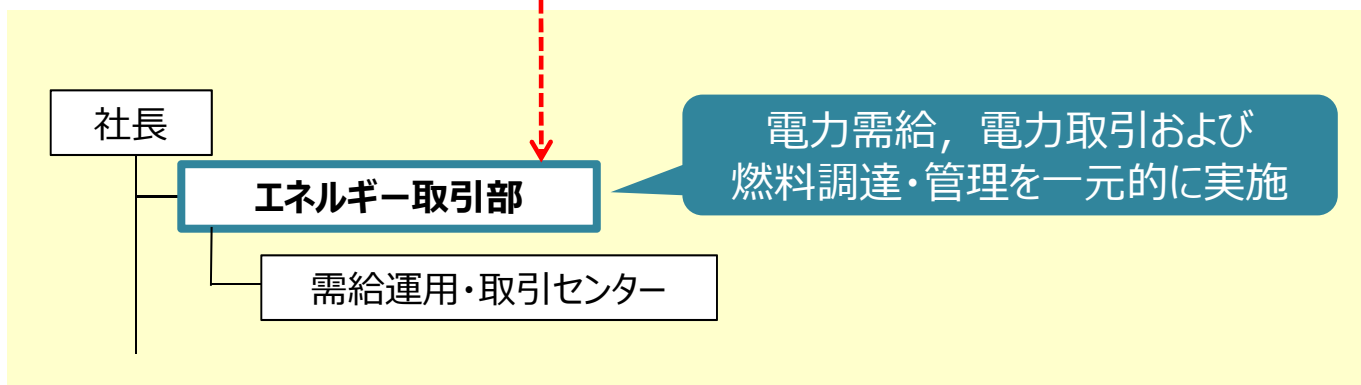 社長
エネルギー取引部
需給運用・取引センター
電力需給，電力取引および
燃料調達・管理を一元的に実施